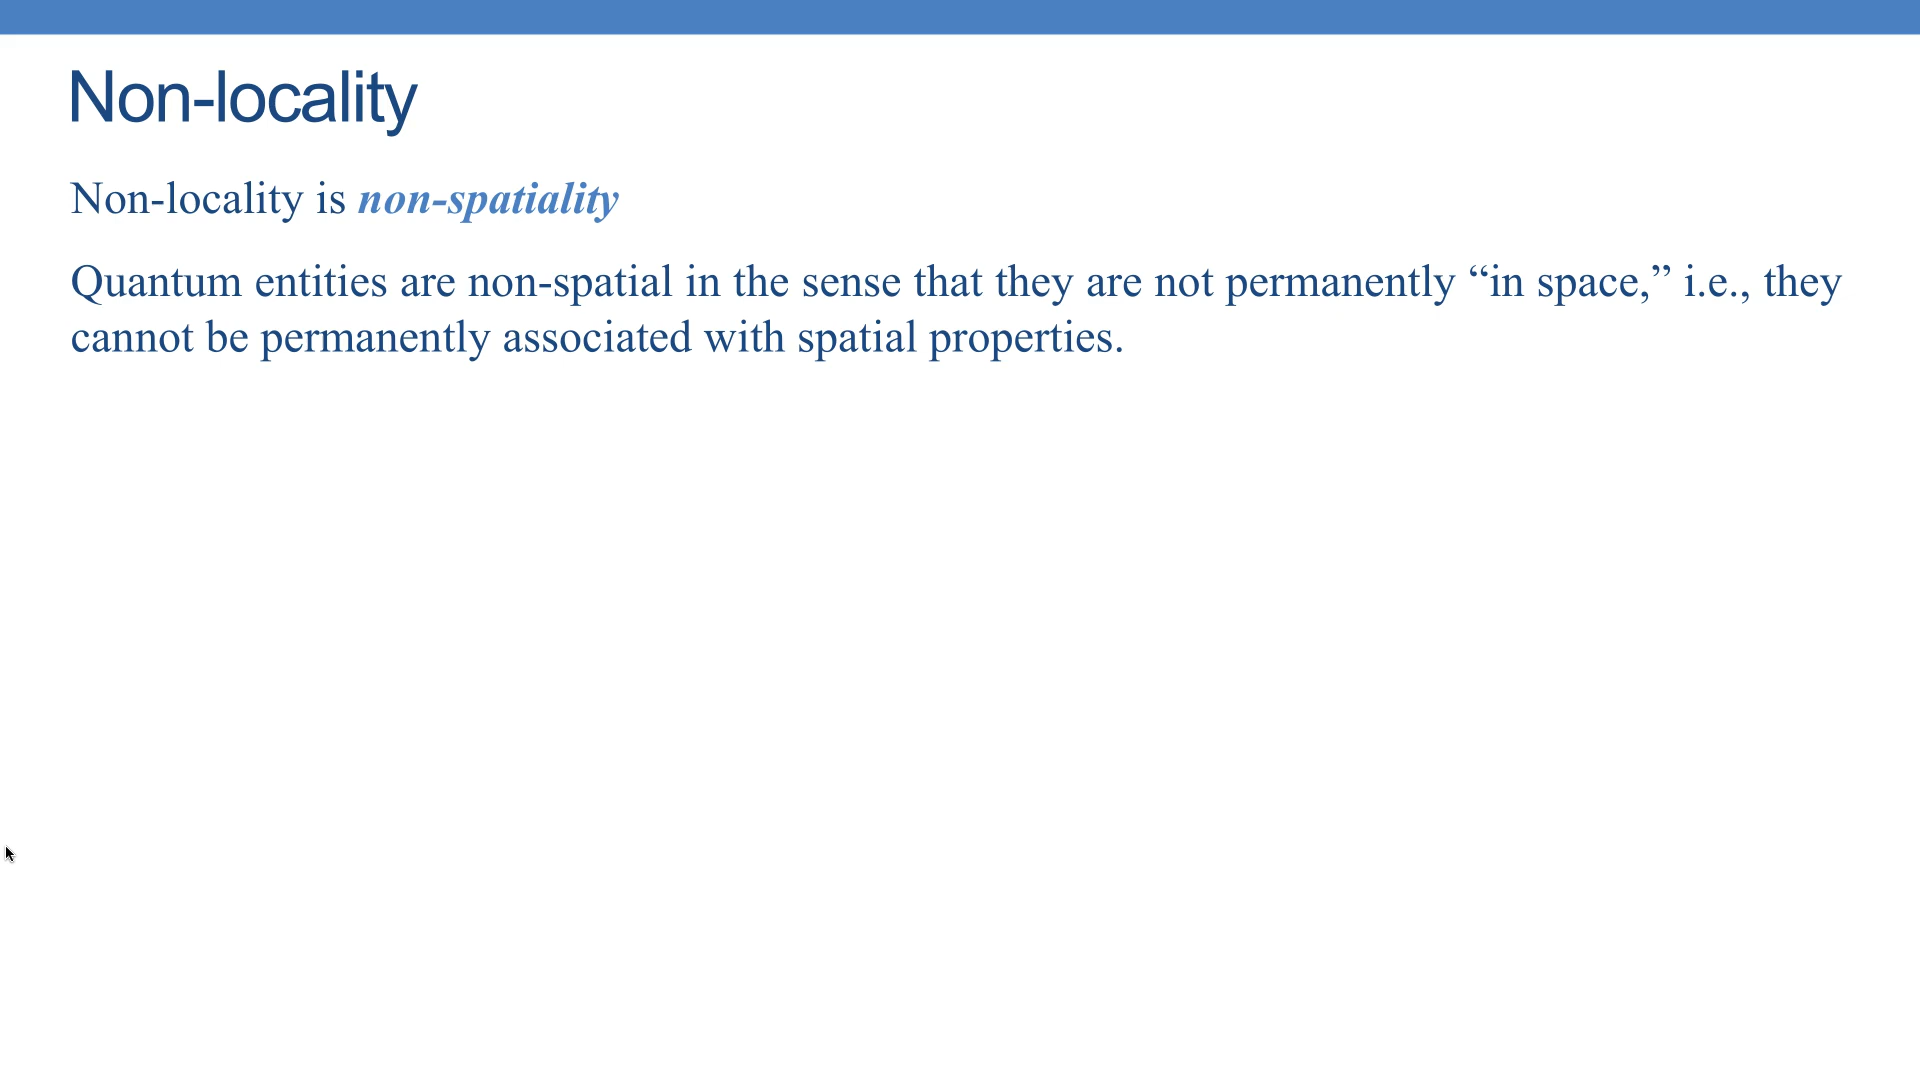 Non-locality
Non-locality is non-spatiality
Quantum entities are non-spatial in the sense that they are not permanently “in space,” i.e., they
cannot be permanently associated with spatial properties.